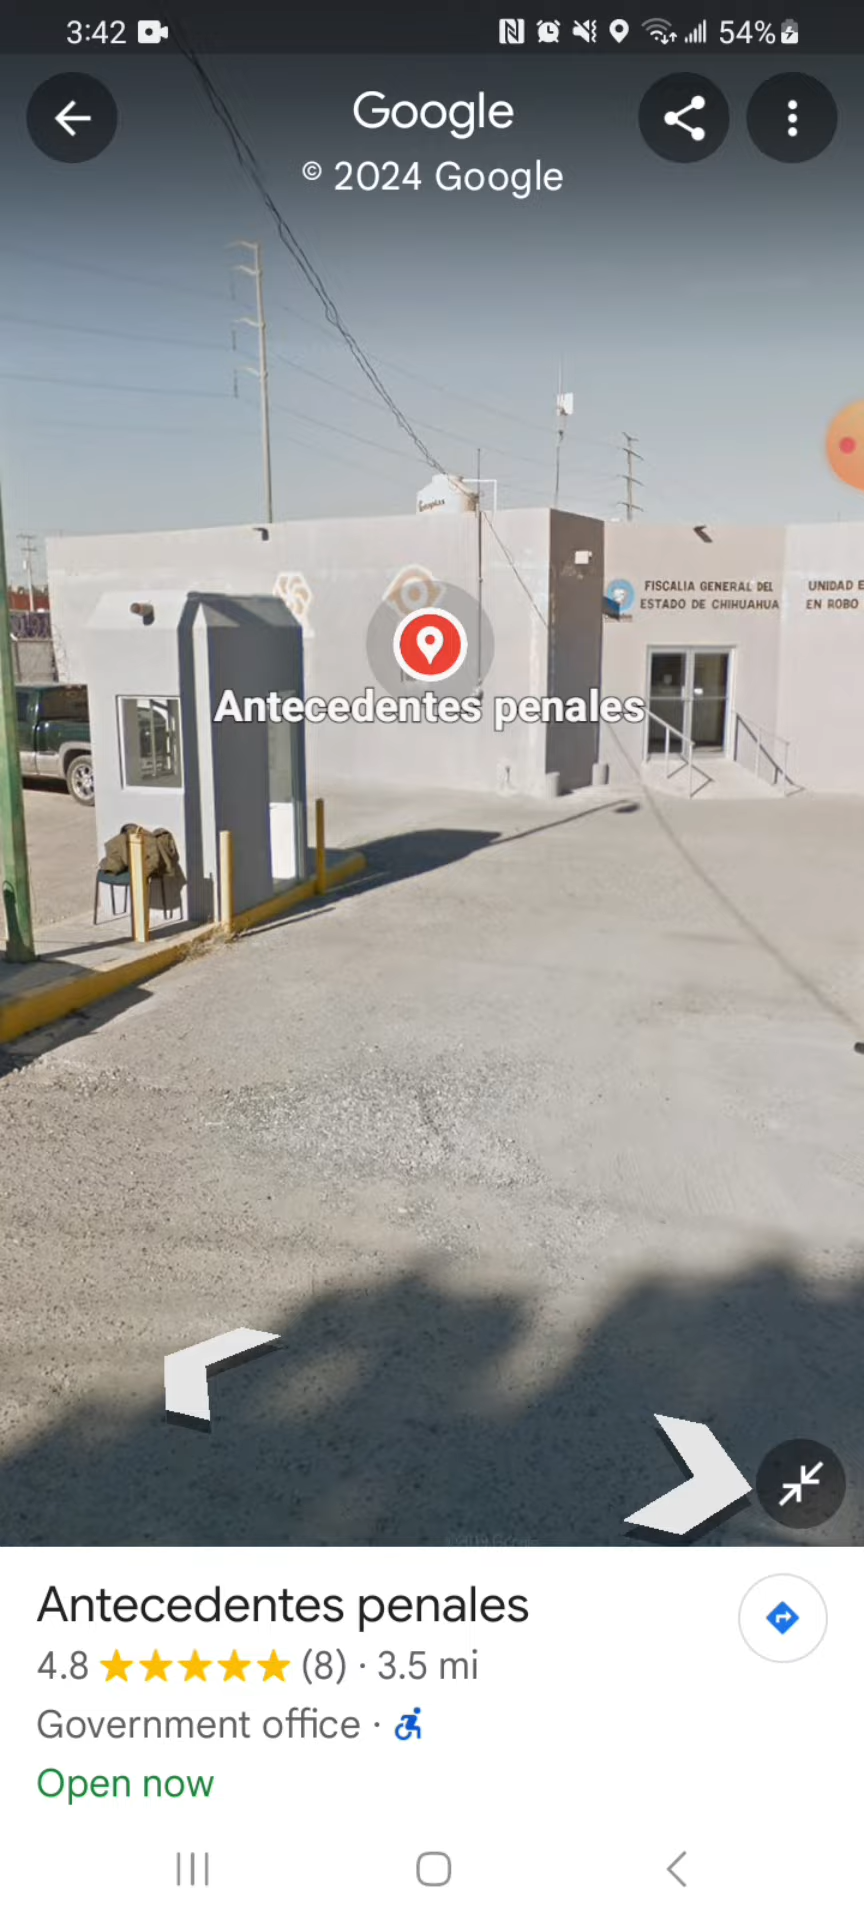 3:42
54%
Google
© 2024 Google
FISCALIA GENERAL DEL
ESTADO DE CHIHUAHUA
UNIDAD E
EN ROBO
Antecedentes penales
Antecedentes penales
4.8 (8) · 3.5 mi
Government office ·
Open now